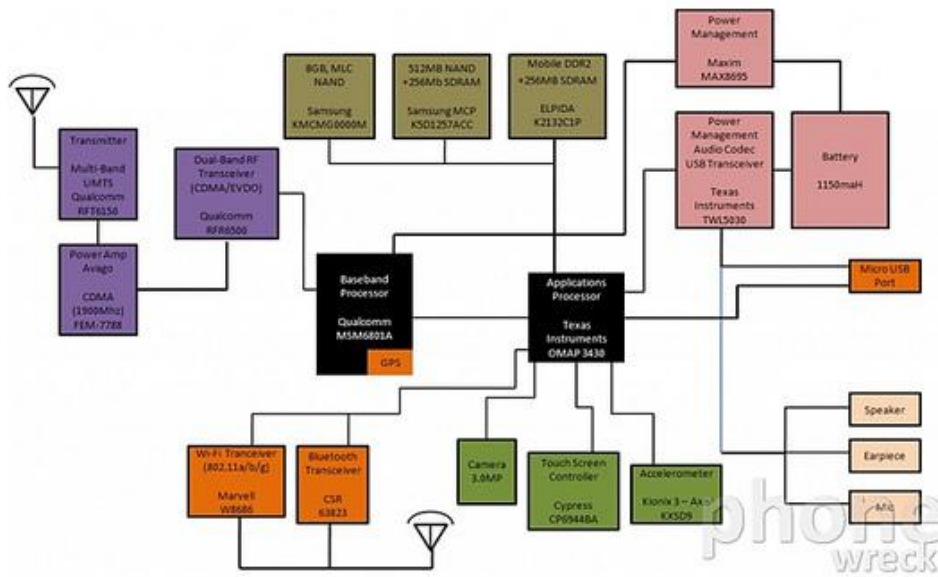 Power
Management
Maxim
MAX8695
8GB, MLC
NAND
Samsung
KMCMG0000M
512MB NAND
+256Mb SDRAM
Samsung MCP
K5D1257ACC
Mobile DDR2
+256MB SDRAM
ELPIDA
K2132C1P
Transmitter
Multi-Band
UMTS
Qualcomm
RFT6150
Dual-Band RF
Transceiver
(CDMA/EVDO)
Qualcomm
RFR6500
Power
Management
Audio Codec
USB Transceiver
Texas
Instruments
TWL5030
Battery
1150maH
Power Amp
Avago
CDMA
(1900Mhz)
FEM-7788
Baseband
Processor
Qualcomm
MSM6801A
GPS
Applications
Processor
Texas
Instruments
OMAP 3430
Micro USB
Port
Wi-Fi Tranceiver
(802.11a/b/g)
Marvell
W8686
Bluetooth
Transceiver
CSR
63823
Camera
3.0MP
Touch Screen
Controller
Cypress
CP6944BA
Accelerometer
Kionix 3 – Axis
KXSD9
Speaker
Earpiece
Mic
phone
wreck